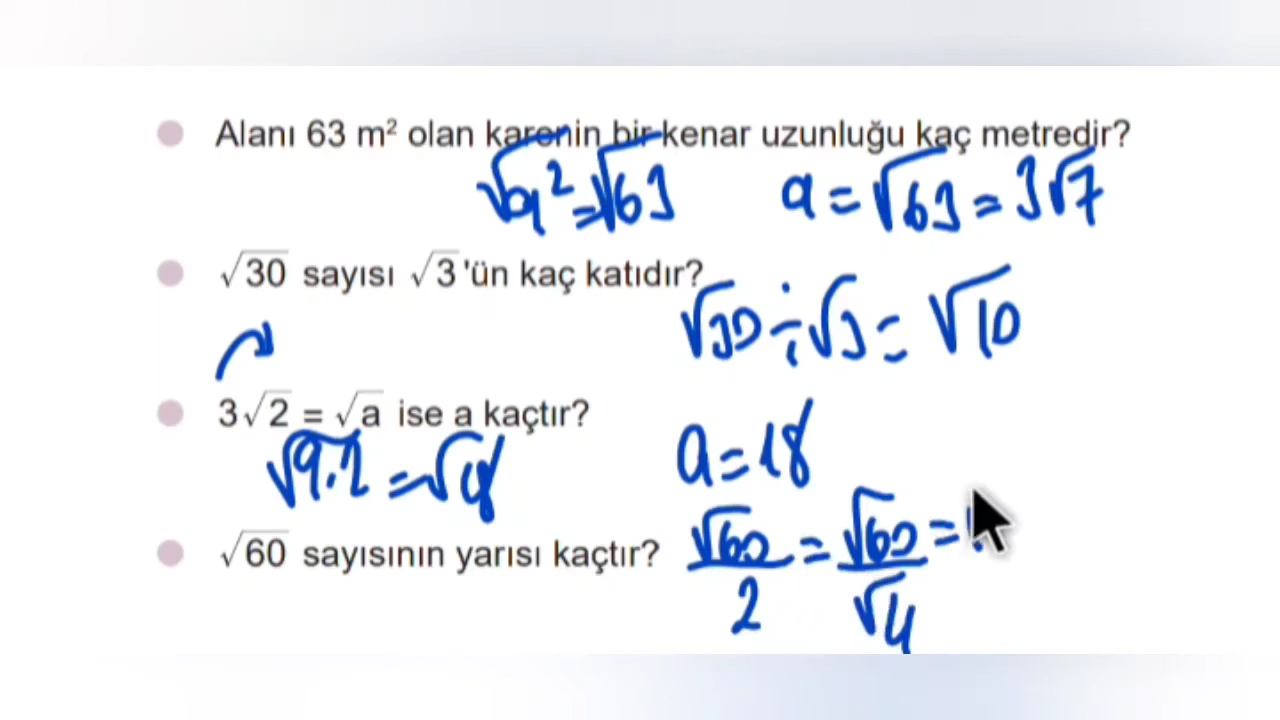 Alanı 63 m² olan karenin bir kenar uzunluğu kaç metredir?
√a² = √63 a = √63 = 3√7
√30 sayısı √3'ün kaç katıdır?
√30 ÷ √3 = √10
3√2 = √a ise a kaçtır?
√9.2 = √18 a = 18
√60 sayısının yarısı kaçtır?
√60/2 = √60/√4 =